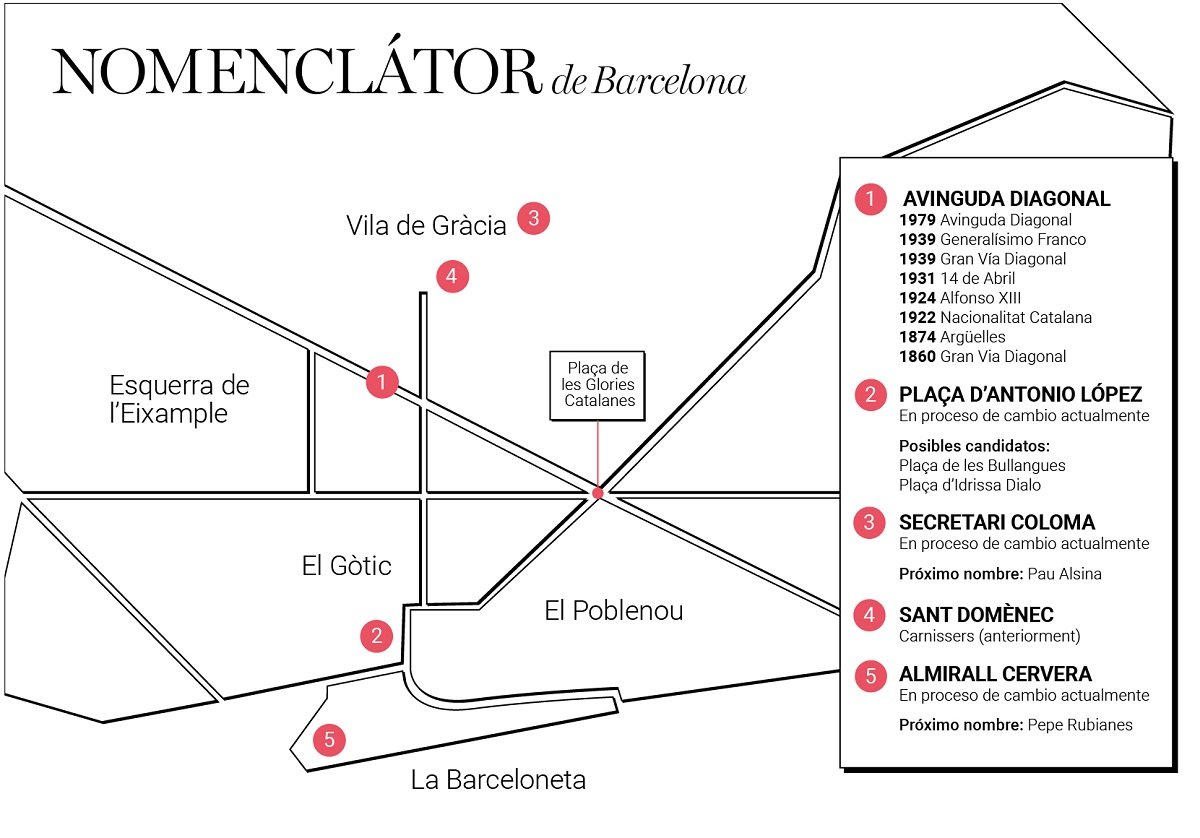 NOMENCLÁTOR de Barcelona
Vila de Gràcia 3
4
1
Esquerra de
l'Eixample
Plaça de
les Glories
Catalanes
El Gòtic
El Poblenou
2
5
La Barceloneta
1 AVINGUDA DIAGONAL
1979 Avinguda Diagonal
1939 Generalísimo Franco
1939 Gran Vía Diagonal
1931 14 de Abril
1924 Alfonso XIII
1922 Nacionalitat Catalana
1874 Argüelles
1860 Gran Via Diagonal
2 PLAÇA D'ANTONIO LÓPEZ
En proceso de cambio actualmente
Posibles candidatos:
Plaça de les Bullangues
Plaça d'Idrissa Dialo
3 SECRETARI COLOMA
En proceso de cambio actualmente
Próximo nombre: Pau Alsina
4 SANT DOMÈNEC
Carnissers (anteriorment)
5 ALMIRALL CERVERA
En proceso de cambio actualmente
Próximo nombre: Pepe Rubianes